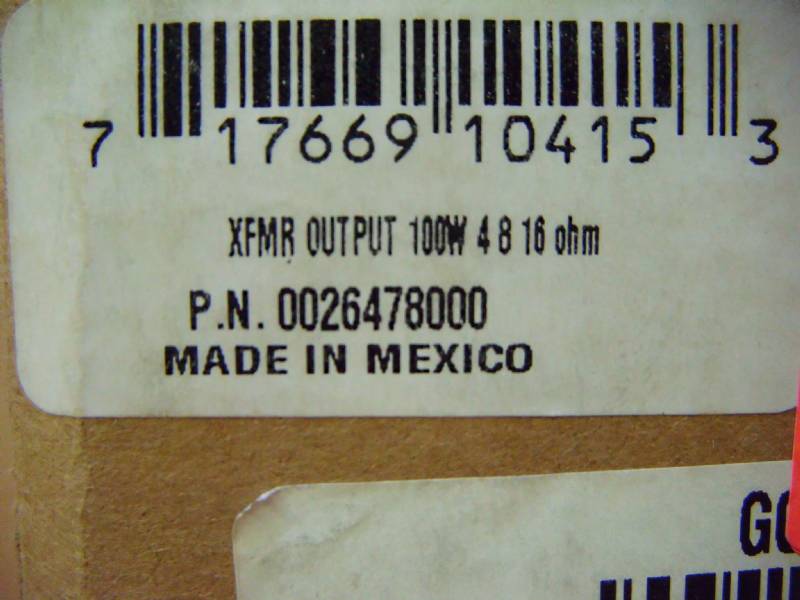 7 17669 10415 3
XFMR OUTPUT 100W 4 8 16 ohm
P.N. 0026478000
MADE IN MEXICO